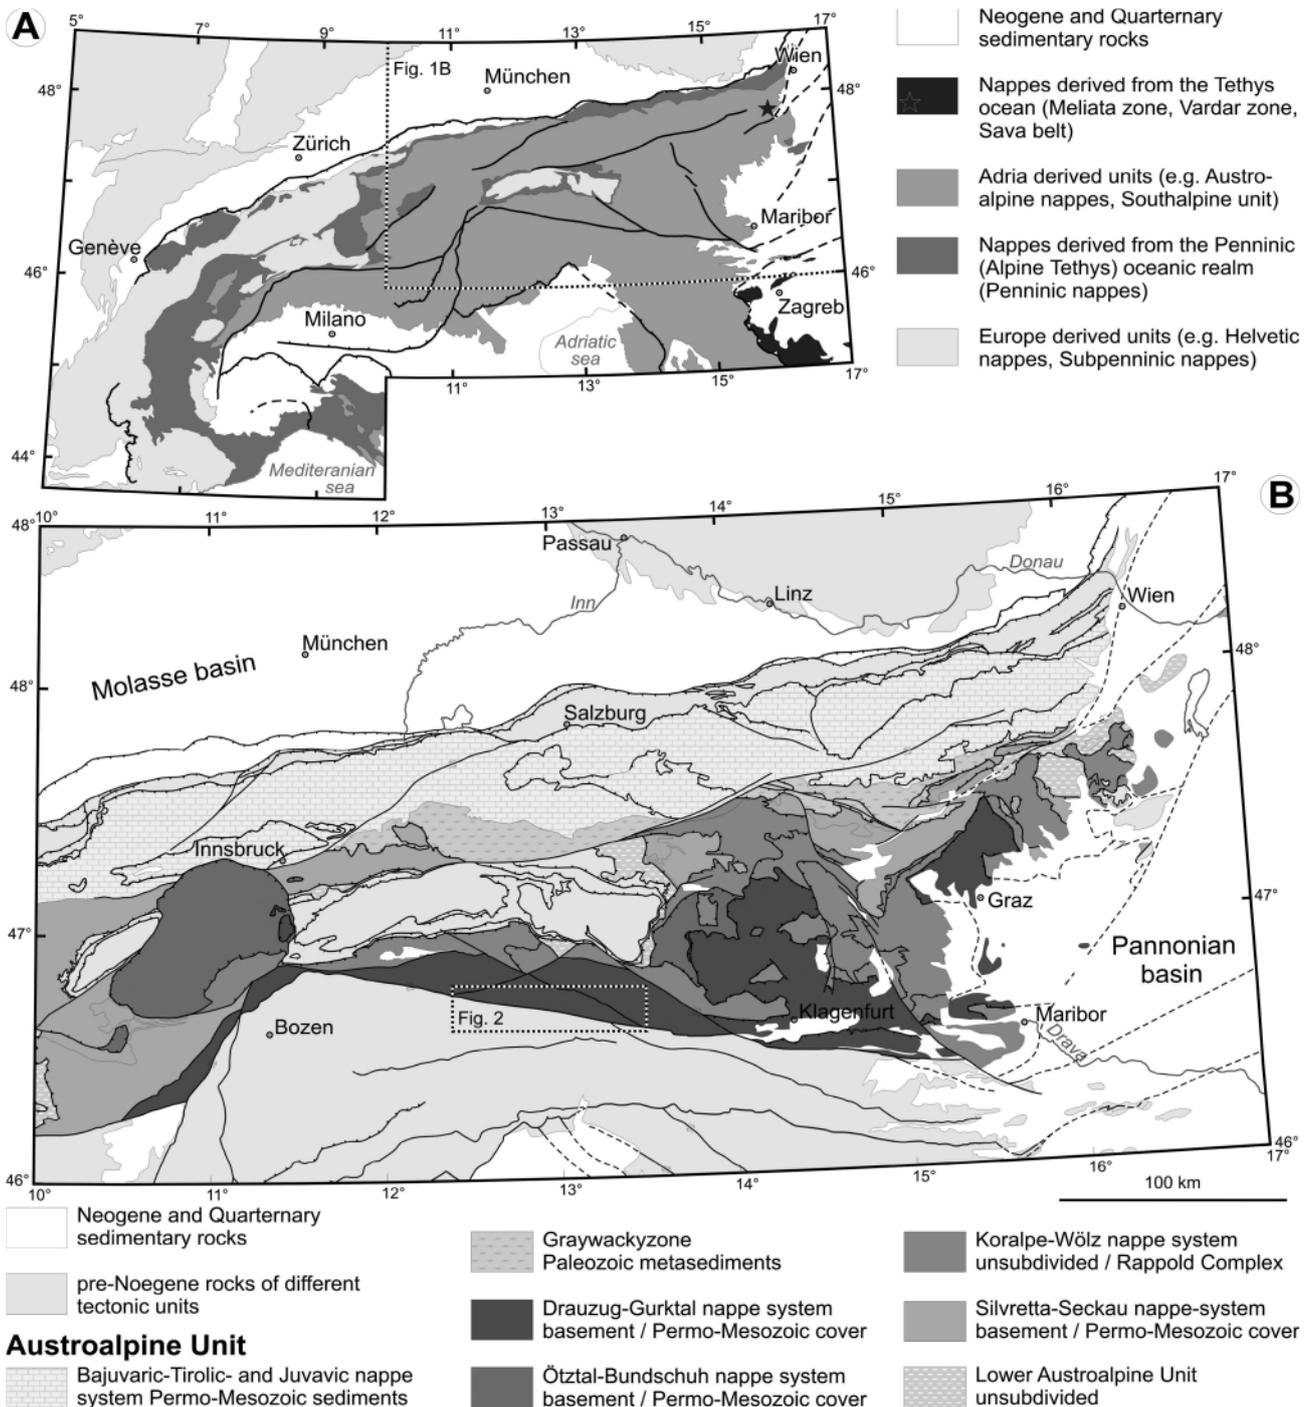 A
5°
7°
9°
11°
13°
15°
17°
Fig. 1B
München
Wien
48°
48°
Zürich
Maribor
Genève
46°
46°
Milano
Zagreb
Adriatic
sea
11°
13°
15°
17°
44°
Mediteranian
sea
Neogene and Quarternary
sedimentary rocks
Nappes derived from the Tethys
ocean (Meliata zone, Vardar zone,
Sava belt)
Adria derived units (e.g. Austro-
alpine nappes, Southalpine unit)
Nappes derived from the Penninic
(Alpine Tethys) oceanic realm
(Penninic nappes)
Europe derived units (e.g. Helvetic
nappes, Subpenninic nappes)
B
48°
10°
11°
12°
13°
14°
15°
16°
17°
Passau
Donau
Linz
Inn
Wien
München
48°
Molasse basin
48°
Salzburg
Innsbruck
47°
Graz
47°
Pannonian
basin
Fig. 2
Klagenfurt
Maribor
Bozen
Drava
46°
46°
10°
11°
12°
13°
14°
15°
16°
17°
100 km
Neogene and Quarternary
sedimentary rocks
pre-Noegene rocks of different
tectonic units
Austroalpine Unit
Bajuvaric-Tirolic- and Juvavic nappe
system Permo-Mesozoic sediments
Graywackyzone
Paleozoic metasediments
Drauzug-Gurktal nappe system
basement / Permo-Mesozoic cover
Ötztal-Bundschuh nappe system
basement / Permo-Mesozoic cover
Koralpe-Wölz nappe system
unsubdivided / Rappold Complex
Silvretta-Seckau nappe-system
basement / Permo-Mesozoic cover
Lower Austroalpine Unit
unsubdivided